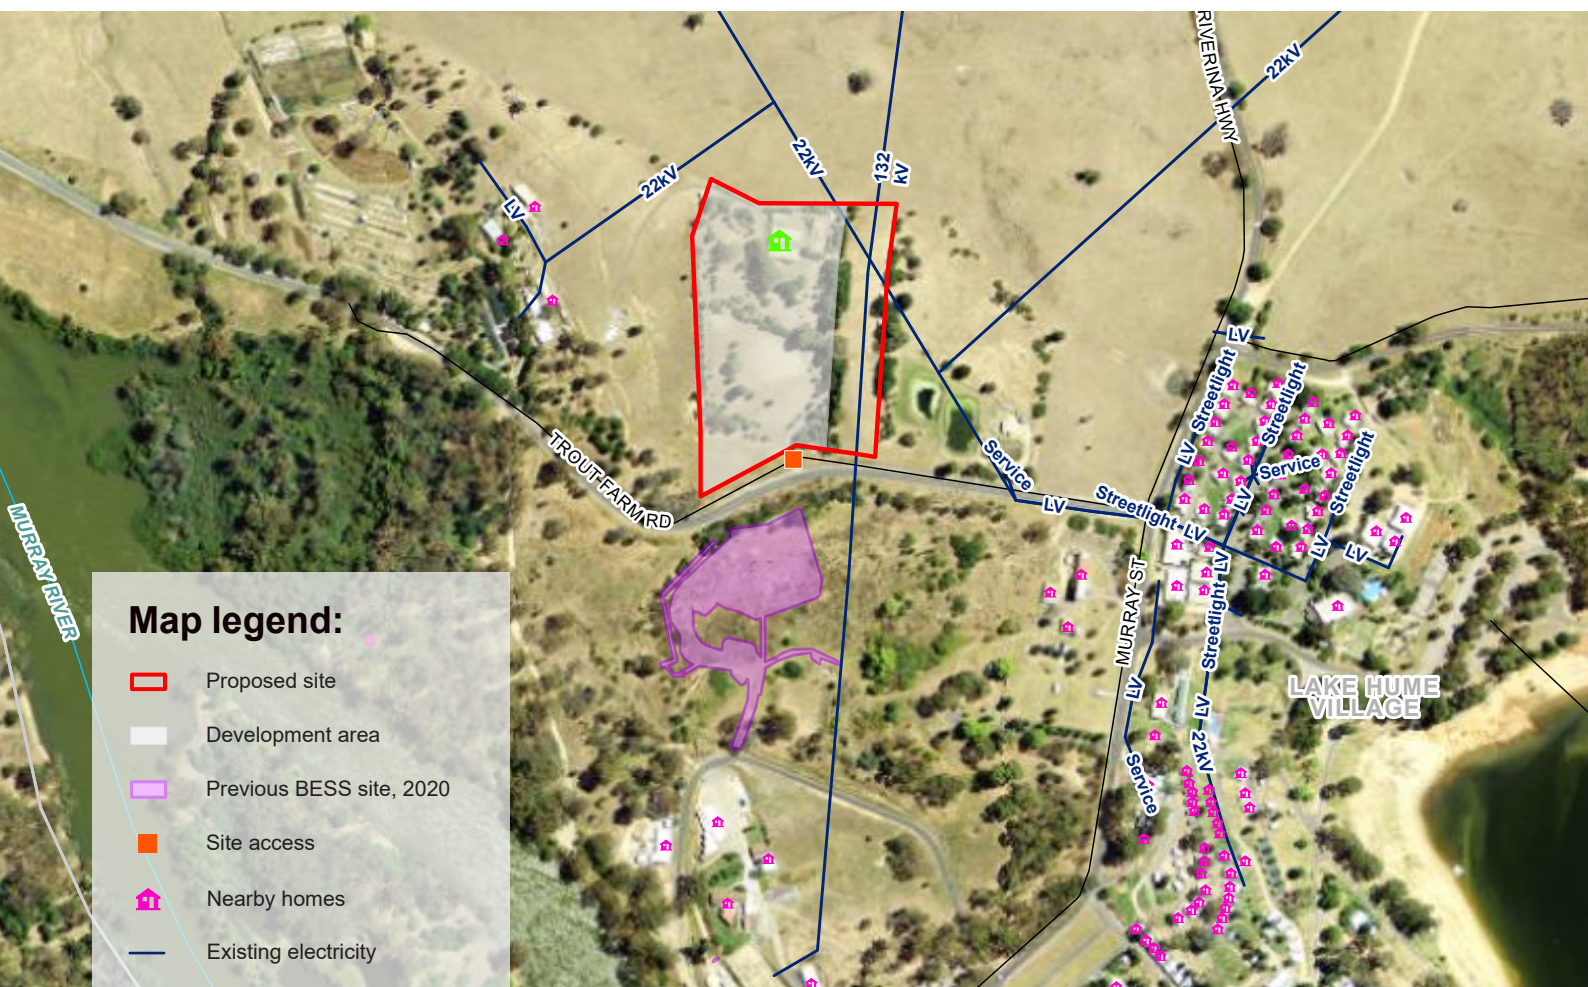 RIVERINA HWY
22kV
22kV
132
kV
22kV
LV
LV
Streetlight
Streetlight
LV
Service
Streetlight
LV
Service
LV
Streetlight
LV
LV
LV
TROUT FARM RD
MURRAY RIVER
MURRAY ST
LV
Streetlight
LAKE HUME
VILLAGE
LV
LV
22kV
Service
Map legend:
Proposed site
Development area
Previous BESS site, 2020
Site access
Nearby homes
Existing electricity